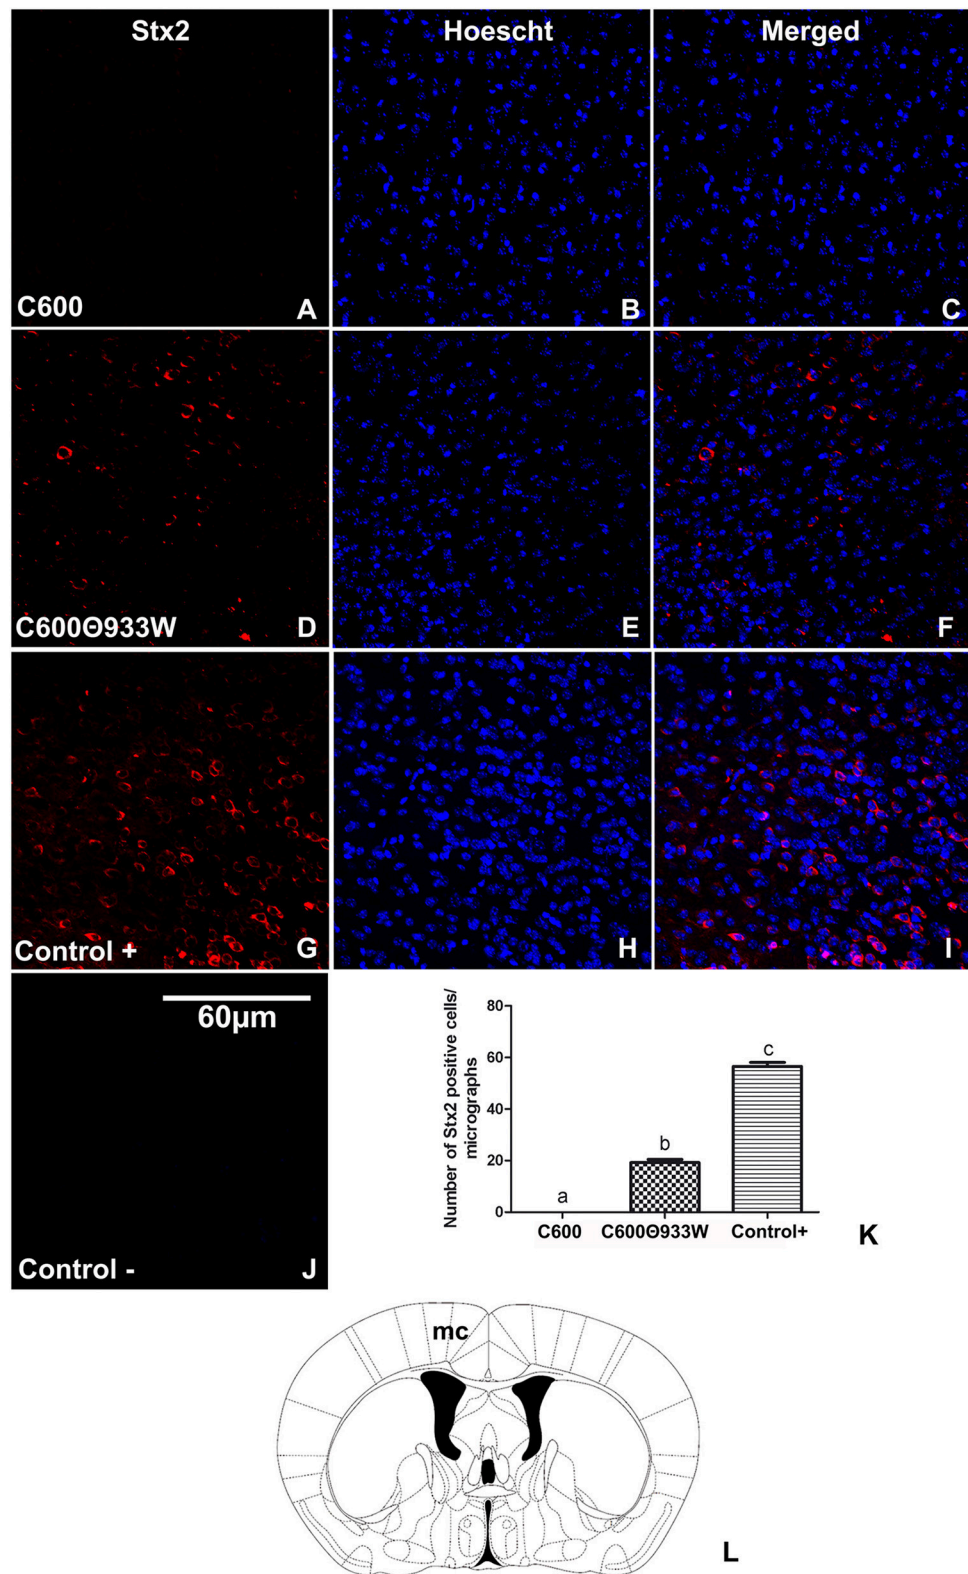 Stx2 Hoescht Merged
C600 A B C
C600Θ933W D E F
Control + G H I
60µm
Control - J
Number of Stx2 positive cells/
micrographs
80
60
40
20
0
a
b
c
C600 C600Θ933W Control+
K
mc
L